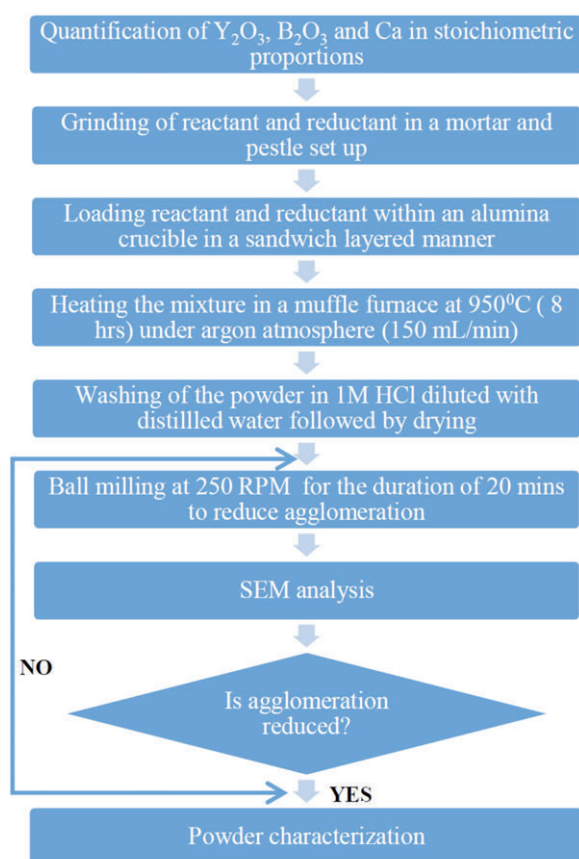 Quantification of Y₂O₃, B₂O₃ and Ca in stoichiometric
proportions
Grinding of reactant and reductant in a mortar and
pestle set up
Loading reactant and reductant within an alumina
crucible in a sandwich layered manner
Heating the mixture in a muffle furnace at 950⁰C ( 8
hrs) under argon atmosphere (150 mL/min)
Washing of the powder in 1M HCl diluted with
distillled water followed by drying
Ball milling at 250 RPM for the duration of 20 mins
to reduce agglomeration
SEM analysis
NO
Is agglomeration
reduced?
YES
Powder characterization